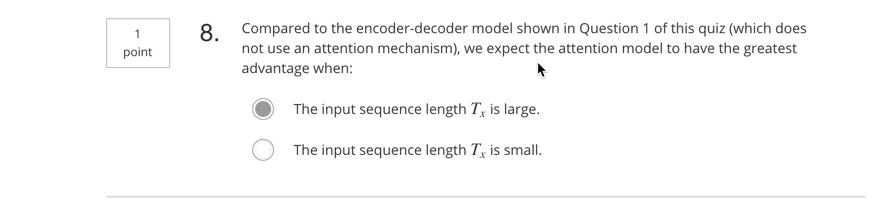 1
point
8.
Compared to the encoder-decoder model shown in Question 1 of this quiz (which does
not use an attention mechanism), we expect the attention model to have the greatest
advantage when:
The input sequence length Tₓ is large.
The input sequence length Tₓ is small.